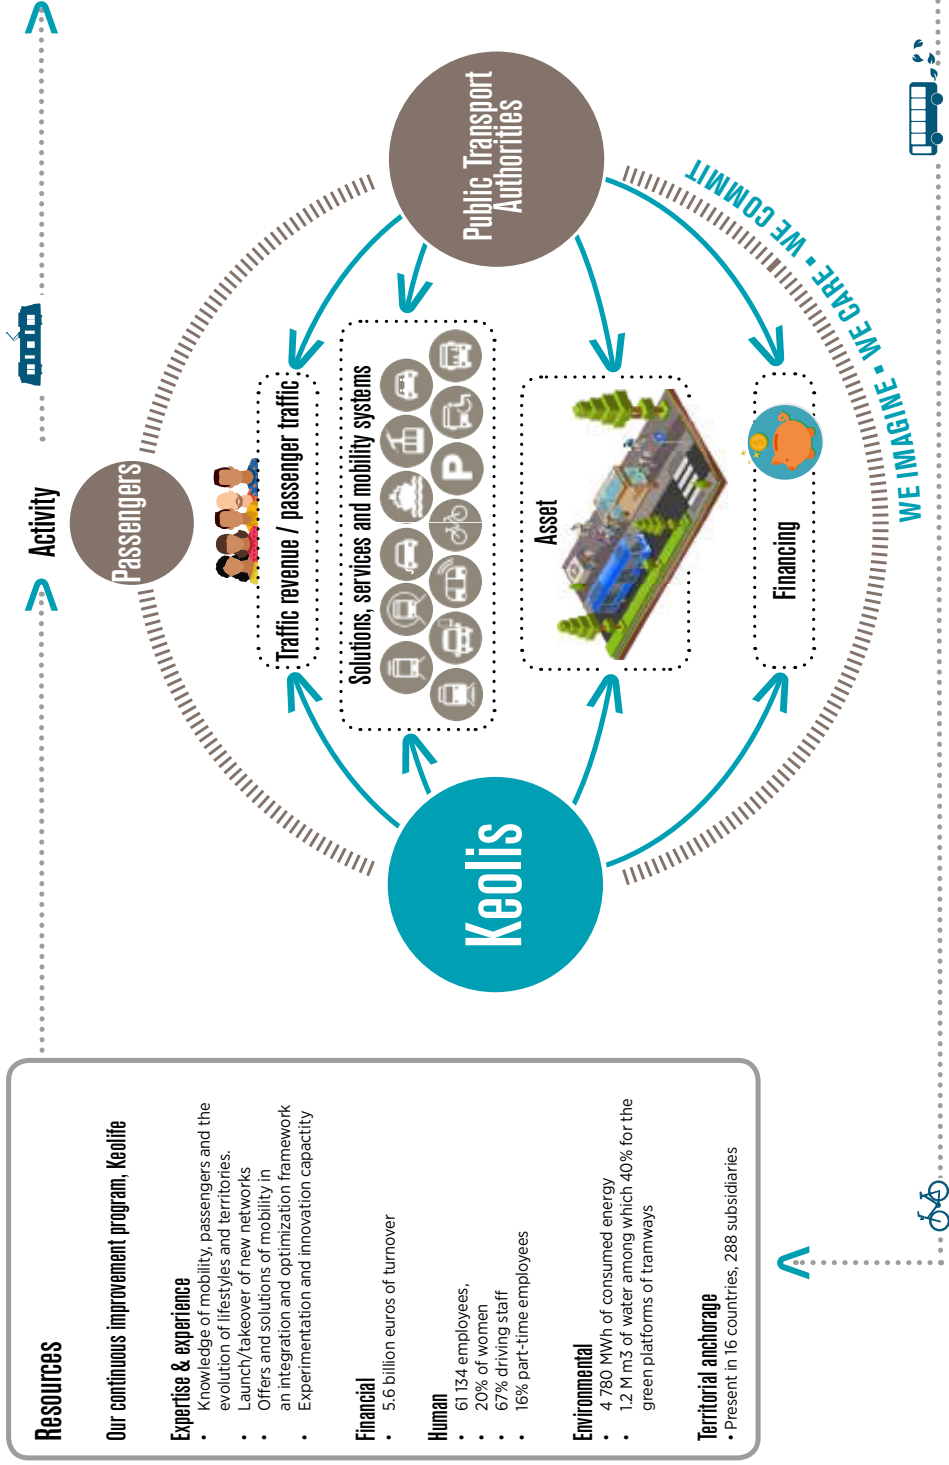 Resources
Our continuous improvement program, Keolife
Expertise & experience
• Knowledge of mobility, passengers and the
evolution of lifestyles and territories.
• Launch/takeover of new networks
• Offers and solutions of mobility in
an integration and optimization framework
• Experimentation and innovation capactity
Financial
• 5.6 billion euros of turnover
Human
• 61 134 employees,
• 20% of women
• 67% driving staff
• 16% part-time employees
Environmental
• 4 780 MWh of consumed energy
• 1.2 M m3 of water among which 40% for the
green platforms of tramways
Territorial anchorage
• Present in 16 countries, 288 subsidiaries
Activity
Passengers
Traffic revenue / passenger traffic
Solutions, services and mobility systems
P
Keolis
Public Transport
Authorities
Asset
Financing
WE IMAGINE • WE CARE • WE COMMIT